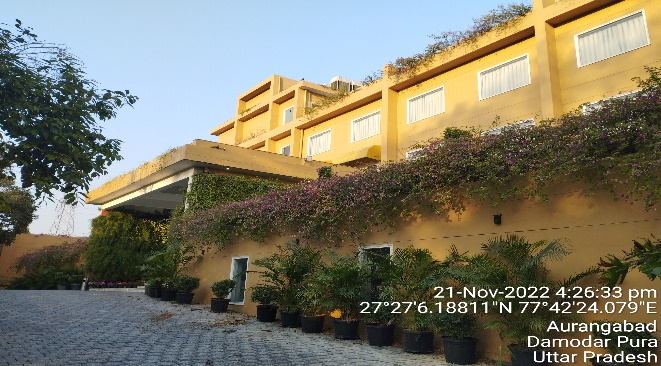 21-Nov-2022 4:26:33 pm
27°27'6.18811"N 77°42'24.079"E
Aurangabad
Damodar Pura
Uttar Pradesh